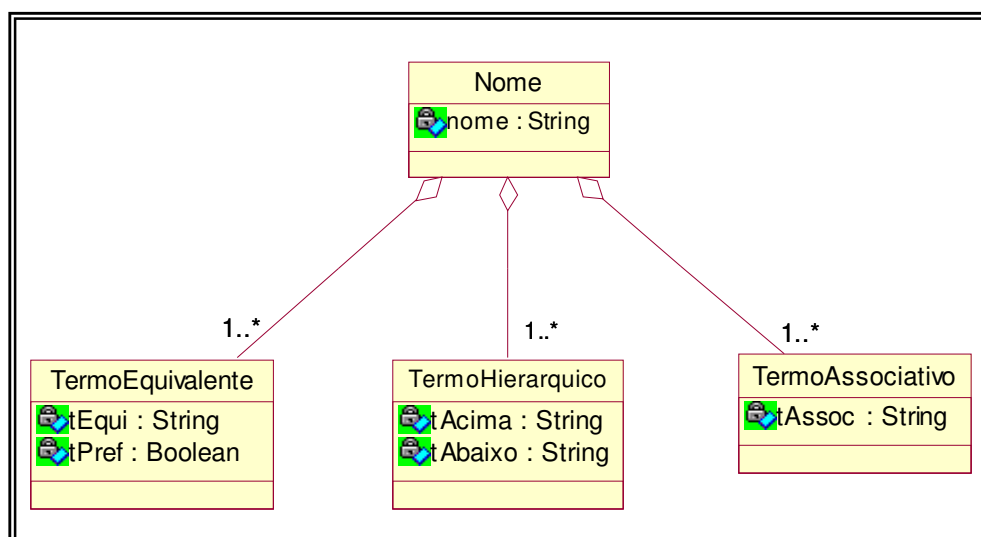 Nome
nome : String
1..*
1..*
1..*
TermoEquivalente
tEqui : String
tPref : Boolean
TermoHierarquico
tAcima : String
tAbaixo : String
TermoAssociativo
tAssoc : String